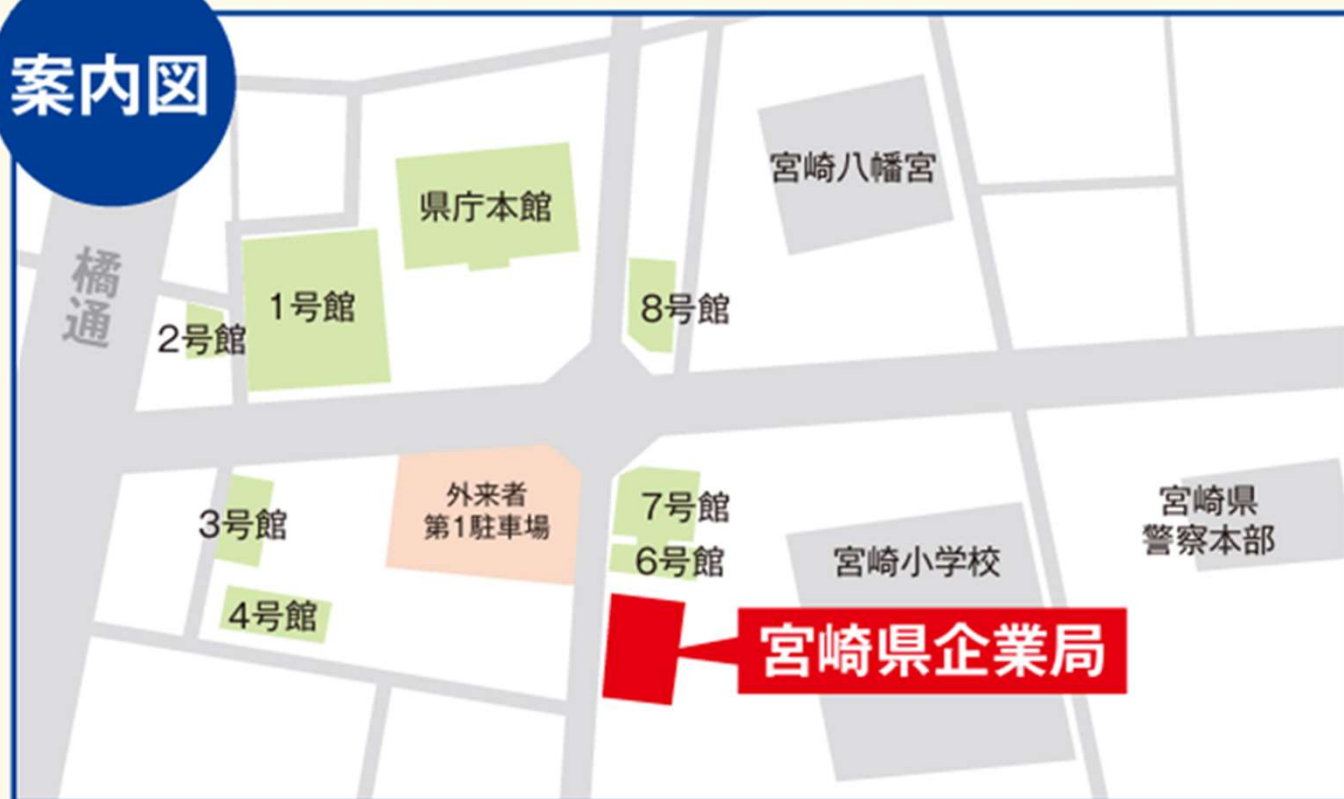 案内図
宮崎八幡宮
県庁本館
橘通
1号館
8号館
2号館
外来者
第1駐車場
7号館
3号館
宮崎県
警察本部
6号館
宮崎小学校
4号館
宮崎県企業局